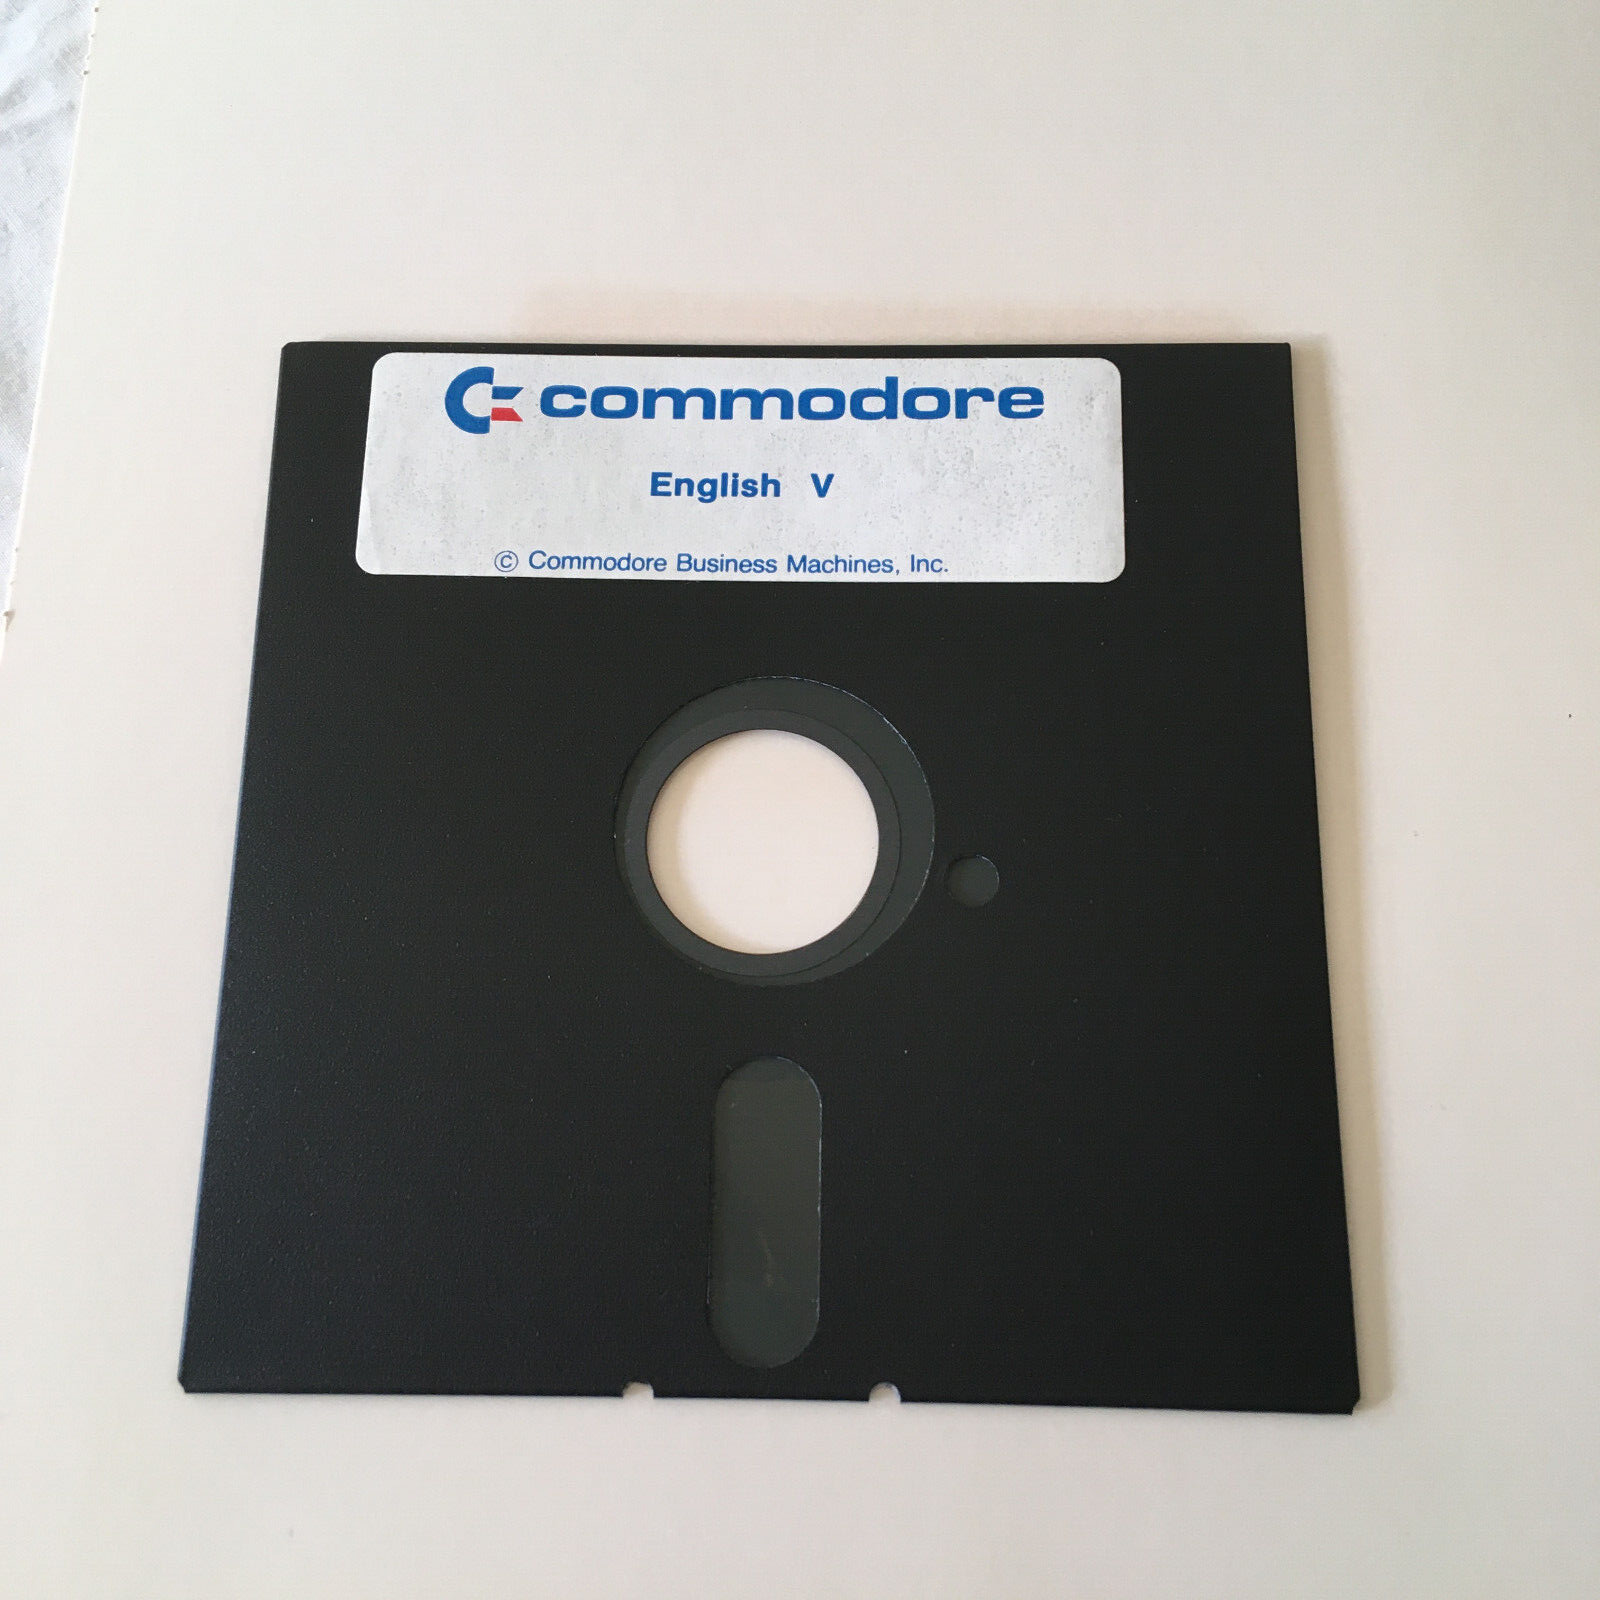 commodore
English V
© Commodore Business Machines, Inc.